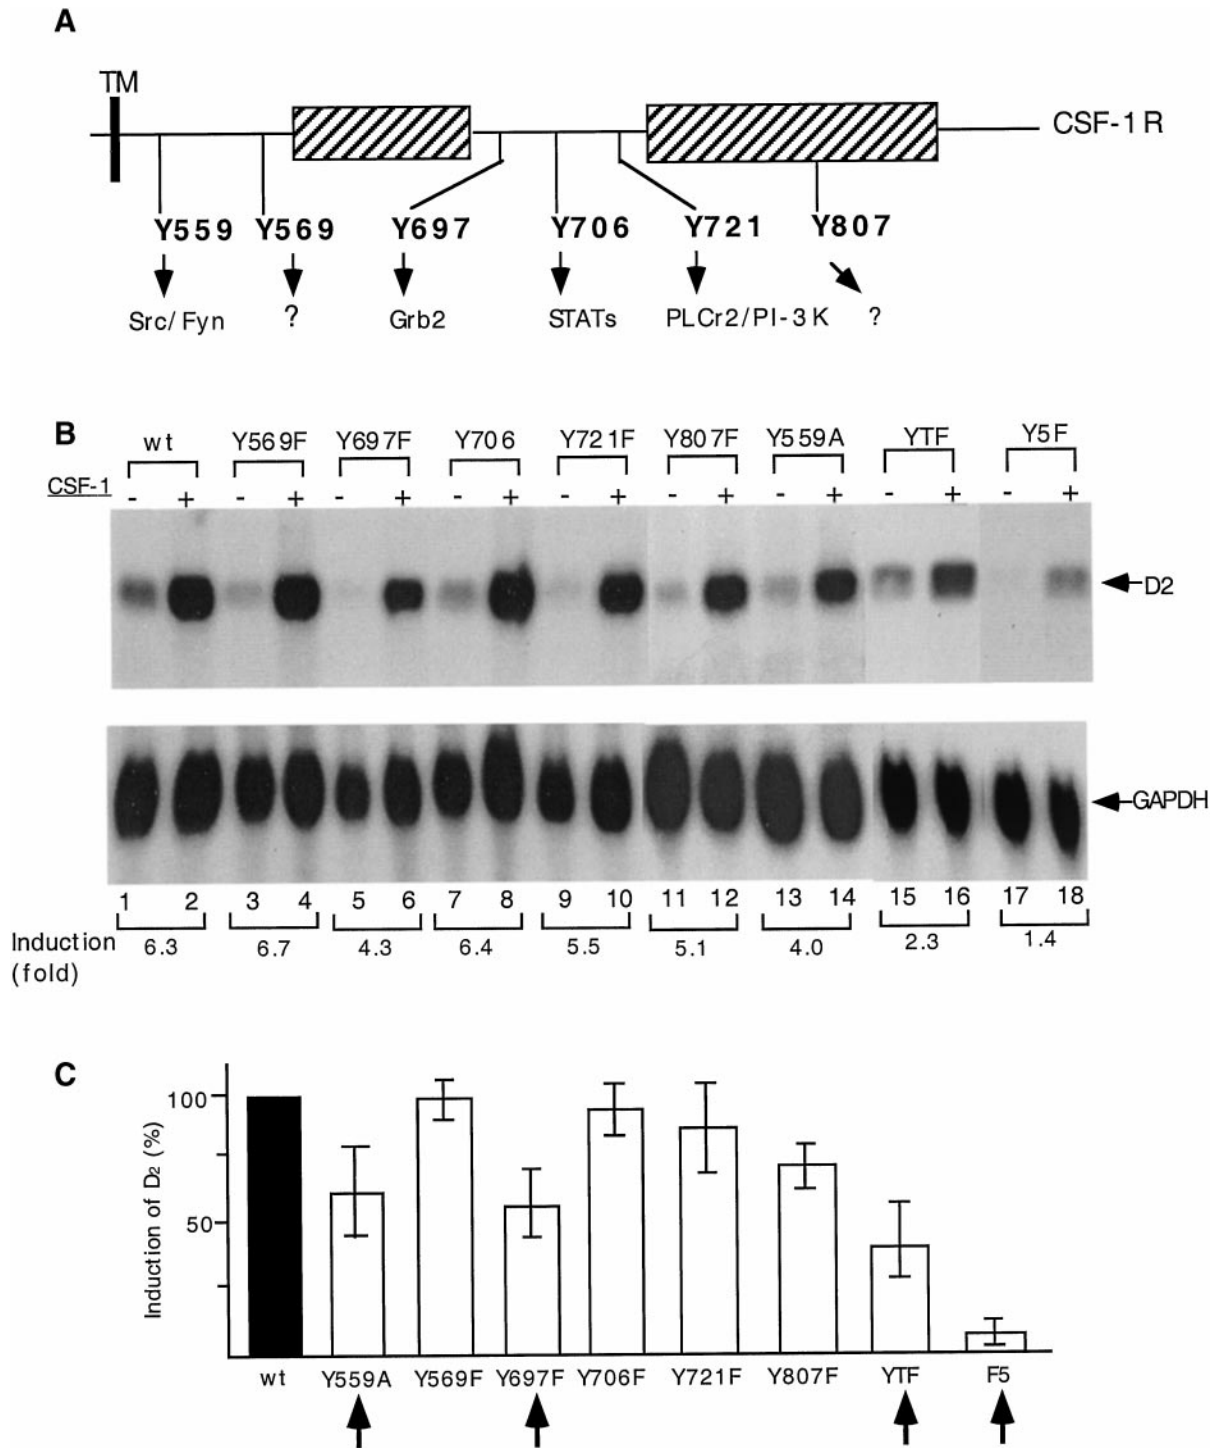 A
TM
CSF-1 R
Y559 Y569 Y697 Y706 Y721 Y807
Src/Fyn ? Grb2 STATs PLCr2/PI-3 K ?
B
wt Y569F Y697F Y706 Y721F Y807F Y559A YTF Y5F
CSF-1 - + - + - + - + - + - + - + - + - +
D2
GAPDH
1 2 3 4 5 6 7 8 9 10 11 12 13 14 15 16 17 18
Induction 6.3 6.7 4.3 6.4 5.5 5.1 4.0 2.3 1.4
(fold)
C
Induction of D2 (%)
100
50
wt Y559A Y569F Y697F Y706F Y721F Y807F YTF F5